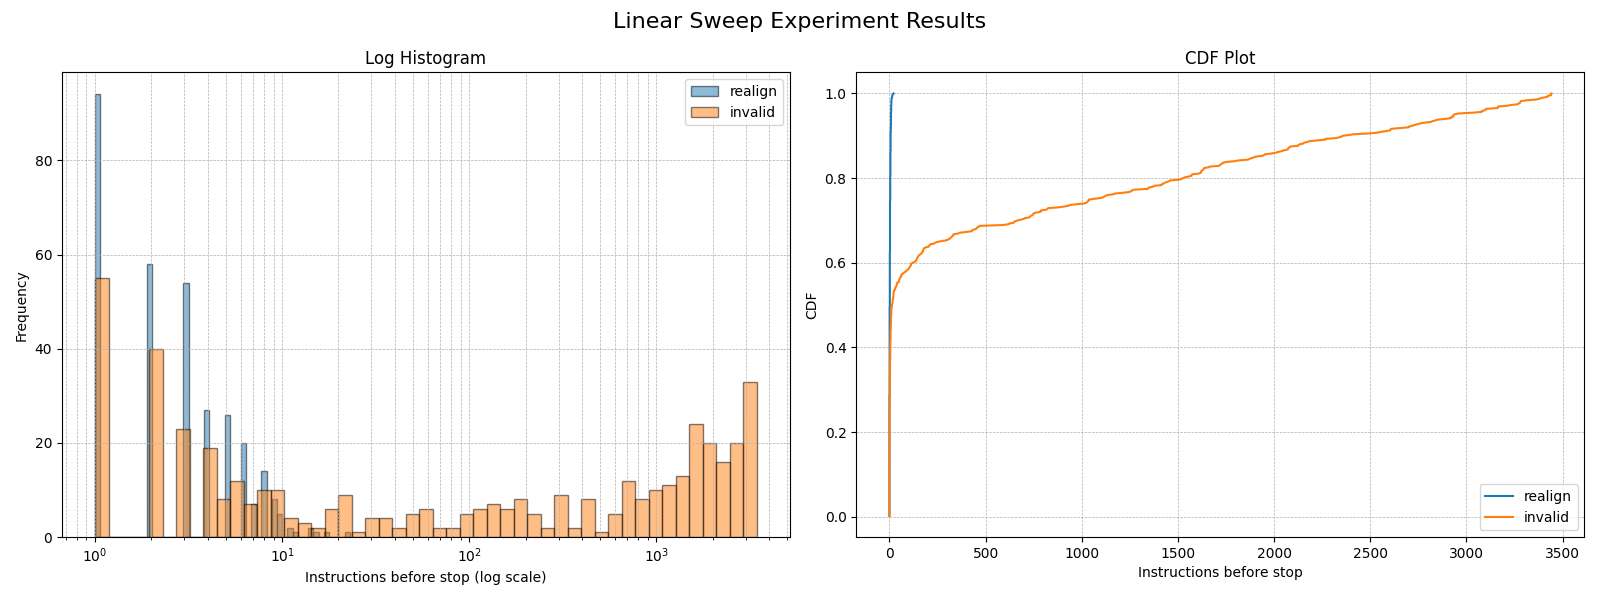 Linear Sweep Experiment Results
Log Histogram
realign
invalid
80
60
40
20
0
Frequency
10⁰
10¹
10²
10³
Instructions before stop (log scale)
CDF Plot
1.0
0.8
0.6
0.4
0.2
0.0
CDF
realign
invalid
0
500
1000
1500
2000
2500
3000
3500
Instructions before stop